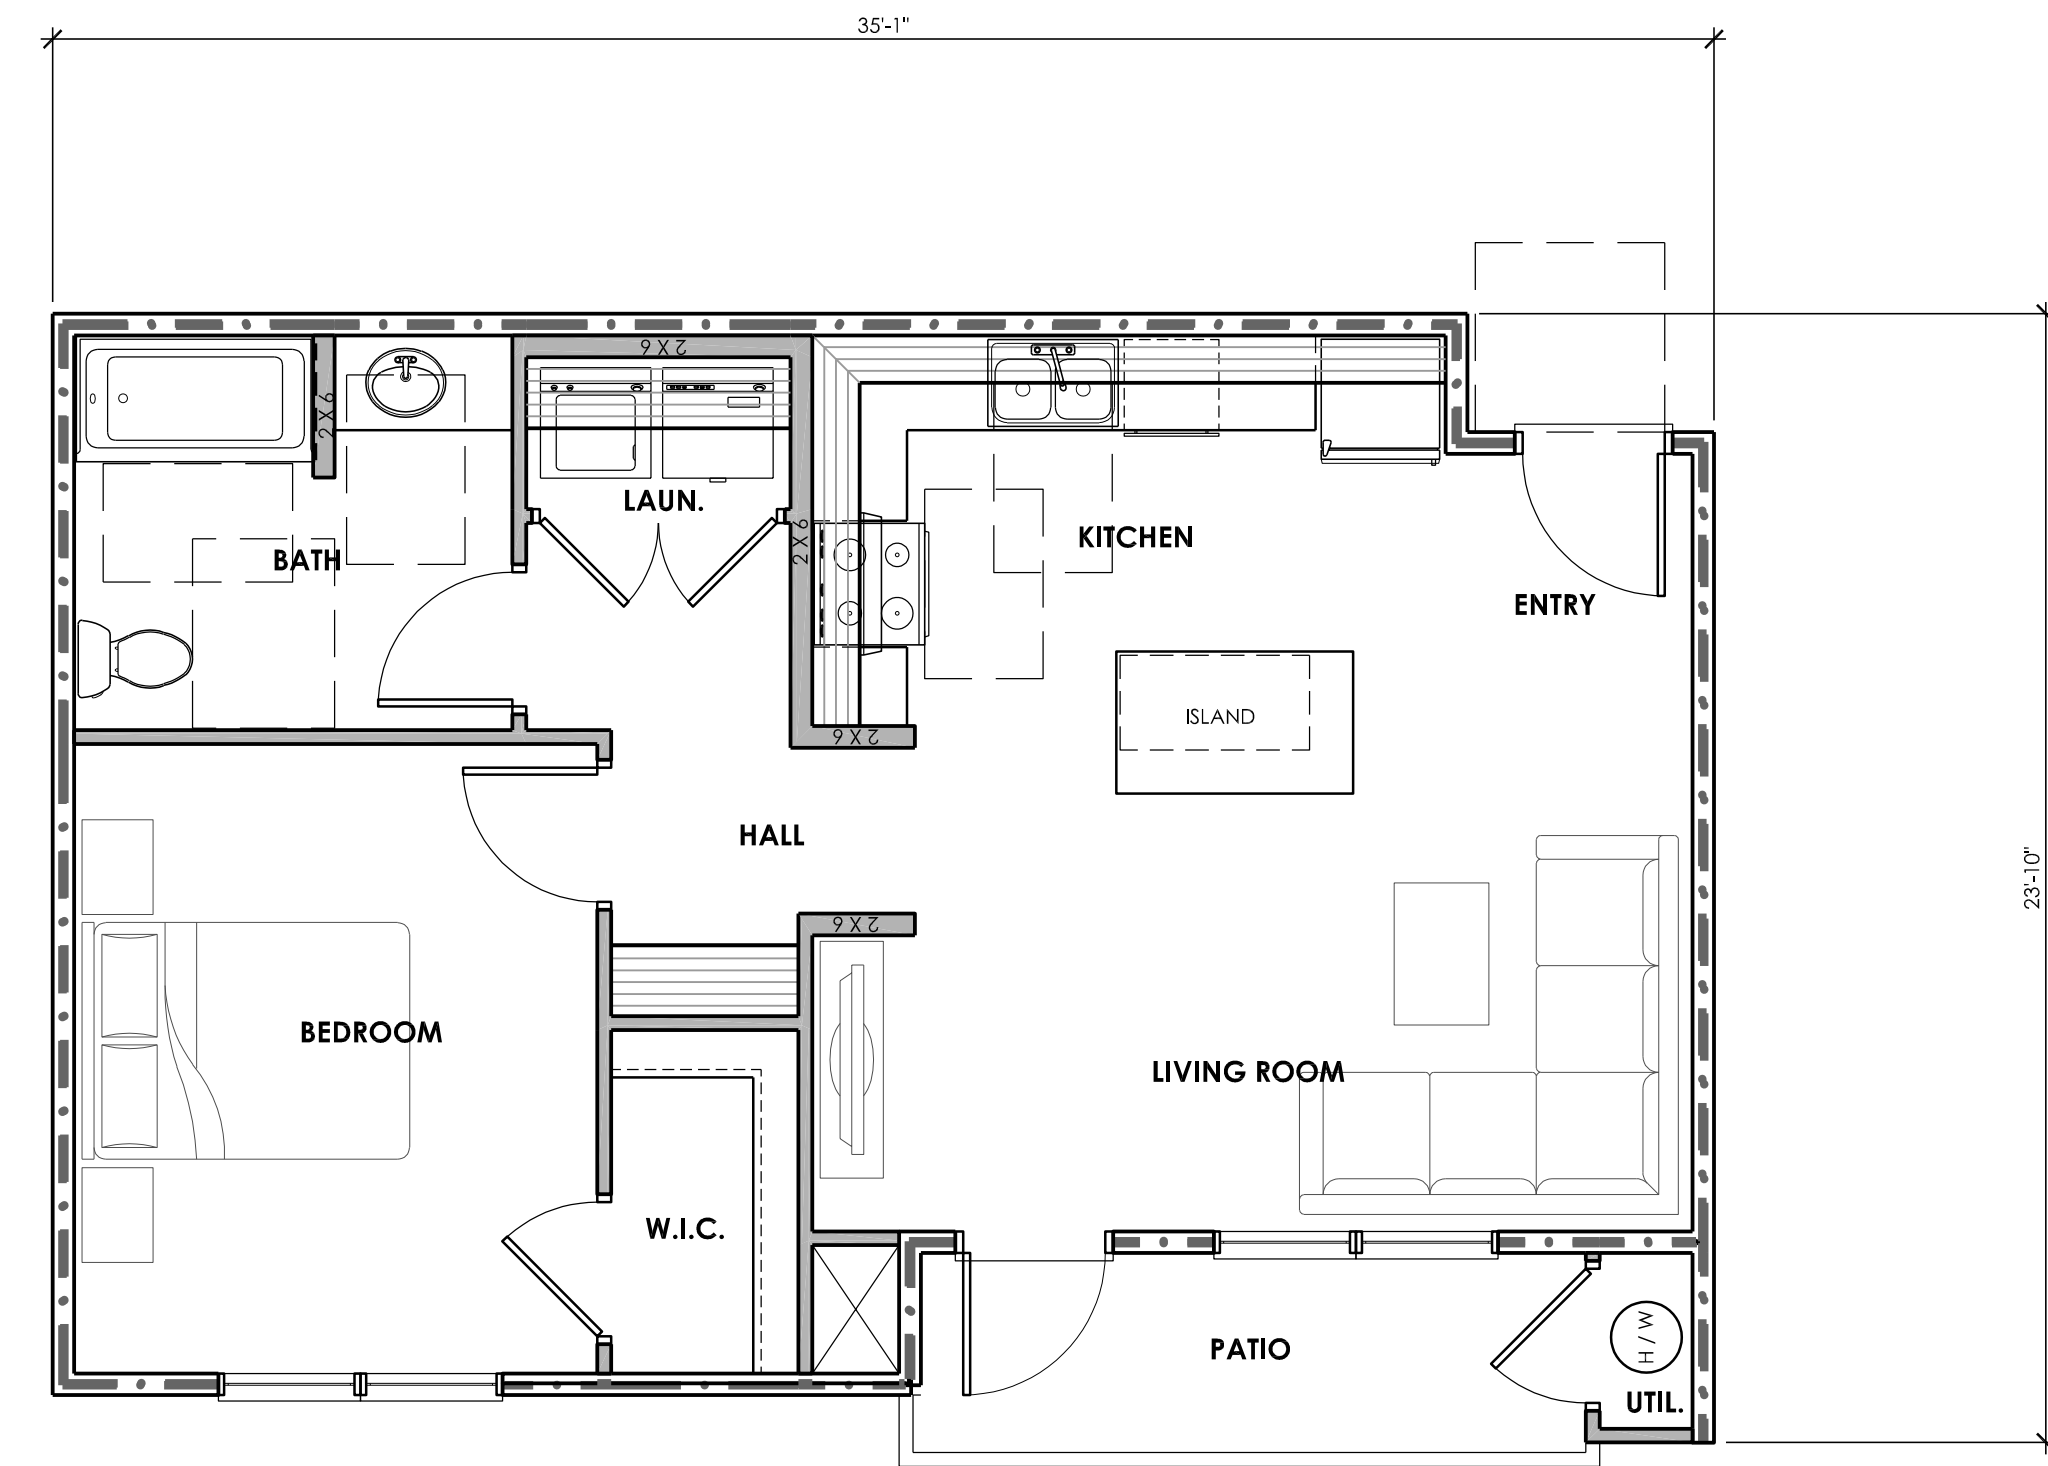 35'-1"
2 X 6
2 X 6
LAUN.
2 X 6
KITCHEN
BATH
ENTRY
ISLAND
2 X 6
HALL
23'-10"
2 X 6
BEDROOM
LIVING ROOM
W.I.C.
H/W
PATIO
UTIL.